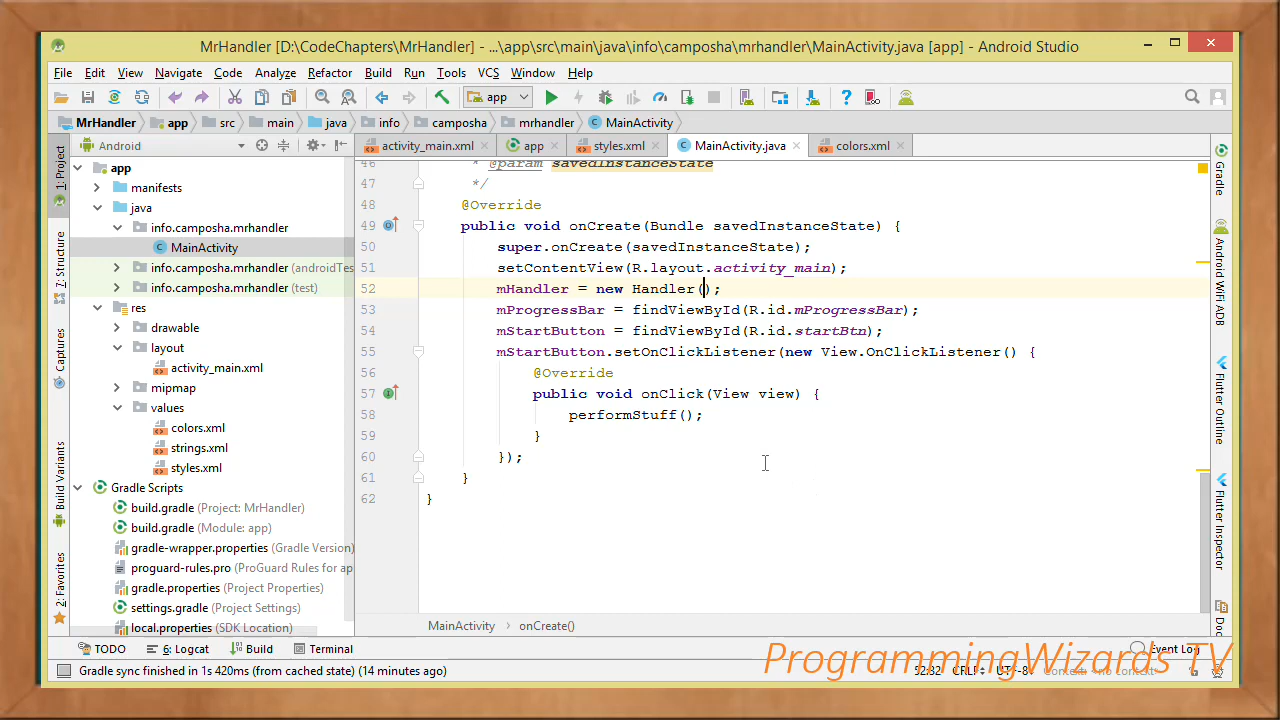 MrHandler [D:\CodeChapters\MrHandler] - ...\app\src\main\java\info\camposha\mrhandler\MainActivity.java [app] - Android Studio
File Edit View Navigate Code Analyze Refactor Build Run Tools VCS Window Help
app
MrHandler app src main java info camposha mrhandler MainActivity
1: Project
7: Structure
Captures
Build Variants
2: Favorites
Android
app
manifests
java
info.camposha.mrhandler
MainActivity
info.camposha.mrhandler (androidTes
info.camposha.mrhandler (test)
res
drawable
layout
activity_main.xml
mipmap
values
colors.xml
strings.xml
styles.xml
Gradle Scripts
build.gradle (Project: MrHandler)
build.gradle (Module: app)
gradle-wrapper.properties (Gradle Version)
proguard-rules.pro (ProGuard Rules for ap
gradle.properties (Project Properties)
settings.gradle (Project Settings)
local.properties (SDK Location)
activity_main.xml app styles.xml MainActivity.java colors.xml
46 * @param savedInstanceState
47 */
48 @Override
49 public void onCreate(Bundle savedInstanceState) {
50 super.onCreate(savedInstanceState);
51 setContentView(R.layout.activity_main);
52 mHandler = new Handler();
53 mProgressBar = findViewById(R.id.mProgressBar);
54 mStartButton = findViewById(R.id.startBtn);
55 mStartButton.setOnClickListener(new View.OnClickListener() {
56 @Override
57 public void onClick(View view) {
58 performStuff();
59 }
60 });
61 }
62 }
MainActivity onCreate()
Gradle
Android WiFi ADB
Flutter Outline
Flutter Inspector
TODO 6: Logcat Build Terminal Event Log
ProgrammingWizards TV
Gradle sync finished in 1s 420ms (from cached state) (14 minutes ago) 52:32 CRLF UTF-8 Context: <no context>